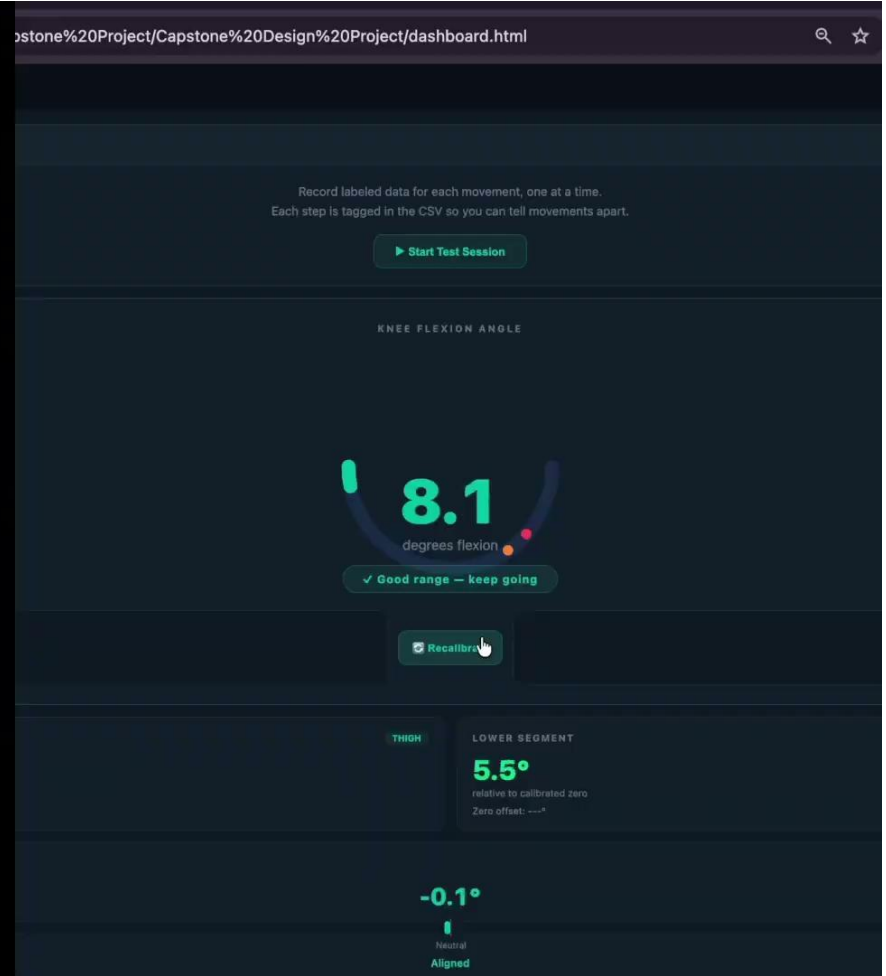 pstone%20Project/Capstone%20Design%20Project/dashboard.html
Record labeled data for each movement, one at a time.
Each step is tagged in the CSV so you can tell movements apart.
▶ Start Test Session
KNEE FLEXION ANGLE
8.1
degrees flexion
✓ Good range — keep going
Recalibra
THIGH
LOWER SEGMENT
5.5°
relative to calibrated zero
Zero offset: ---°
-0.1°
Neutral
Aligned